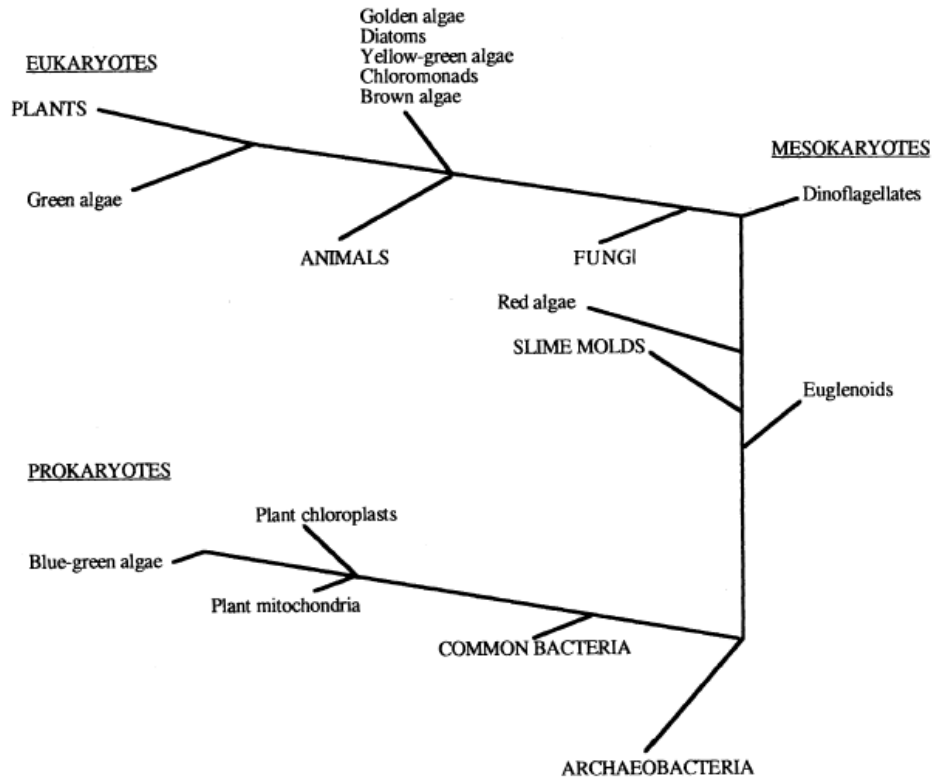 Golden algae
Diatoms
Yellow-green algae
Chloromonads
Brown algae
EUKARYOTES
PLANTS
MESOKARYOTES
Dinoflagellates
Green algae
ANIMALS
FUNGI
Red algae
SLIME MOLDS
Euglenoids
PROKARYOTES
Plant chloroplasts
Blue-green algae
Plant mitochondria
COMMON BACTERIA
ARCHAEOBACTERIA